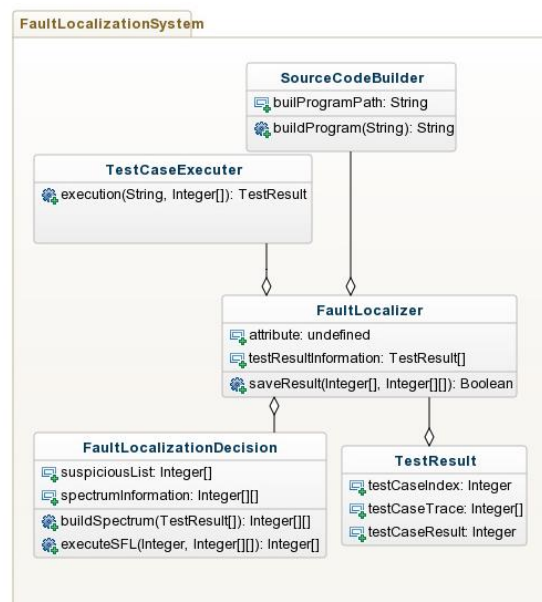 FaultLocalizationSystem
SourceCodeBuilder
builProgramPath: String
buildProgram(String): String
TestCaseExecuter
execution(String, Integer[]): TestResult
FaultLocalizer
attribute: undefined
testResultInformation: TestResult[]
saveResult(Integer[], Integer[][]): Boolean
FaultLocalizationDecision
suspiciousList: Integer[]
spectrumInformation: Integer[][]
buildSpectrum(TestResult[]): Integer[][]
executeSFL(Integer, Integer[][]): Integer[]
TestResult
testCaseIndex: Integer
testCaseTrace: Integer[]
testCaseResult: Integer